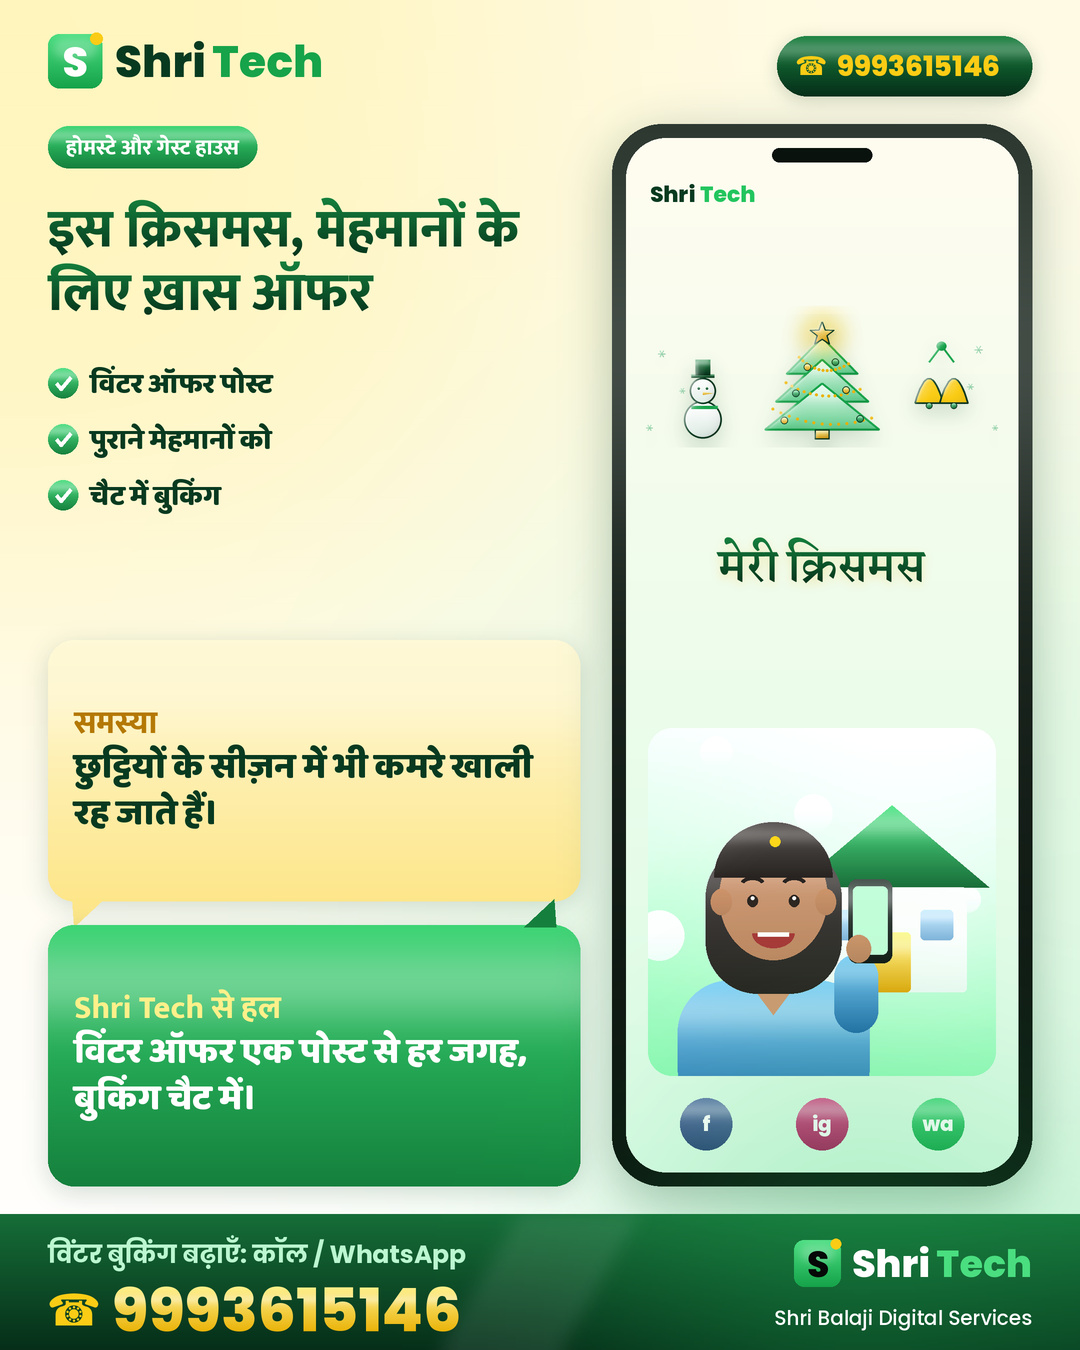 S Shri Tech
☎ 9993615146
होमस्टे और गेस्ट हाउस
इस क्रिसमस, मेहमानों के
लिए ख़ास ऑफर
विंटर ऑफर पोस्ट
पुराने मेहमानों को
चैट में बुकिंग
समस्या
छुट्टियों के सीज़न में भी कमरे खाली
रह जाते हैं।
Shri Tech से हल
विंटर ऑफर एक पोस्ट से हर जगह,
बुकिंग चैट में।
Shri Tech
मेरी क्रिसमस
f ig wa
विंटर बुकिंग बढ़ाएँ: कॉल / WhatsApp
☎ 9993615146
S Shri Tech
Shri Balaji Digital Services